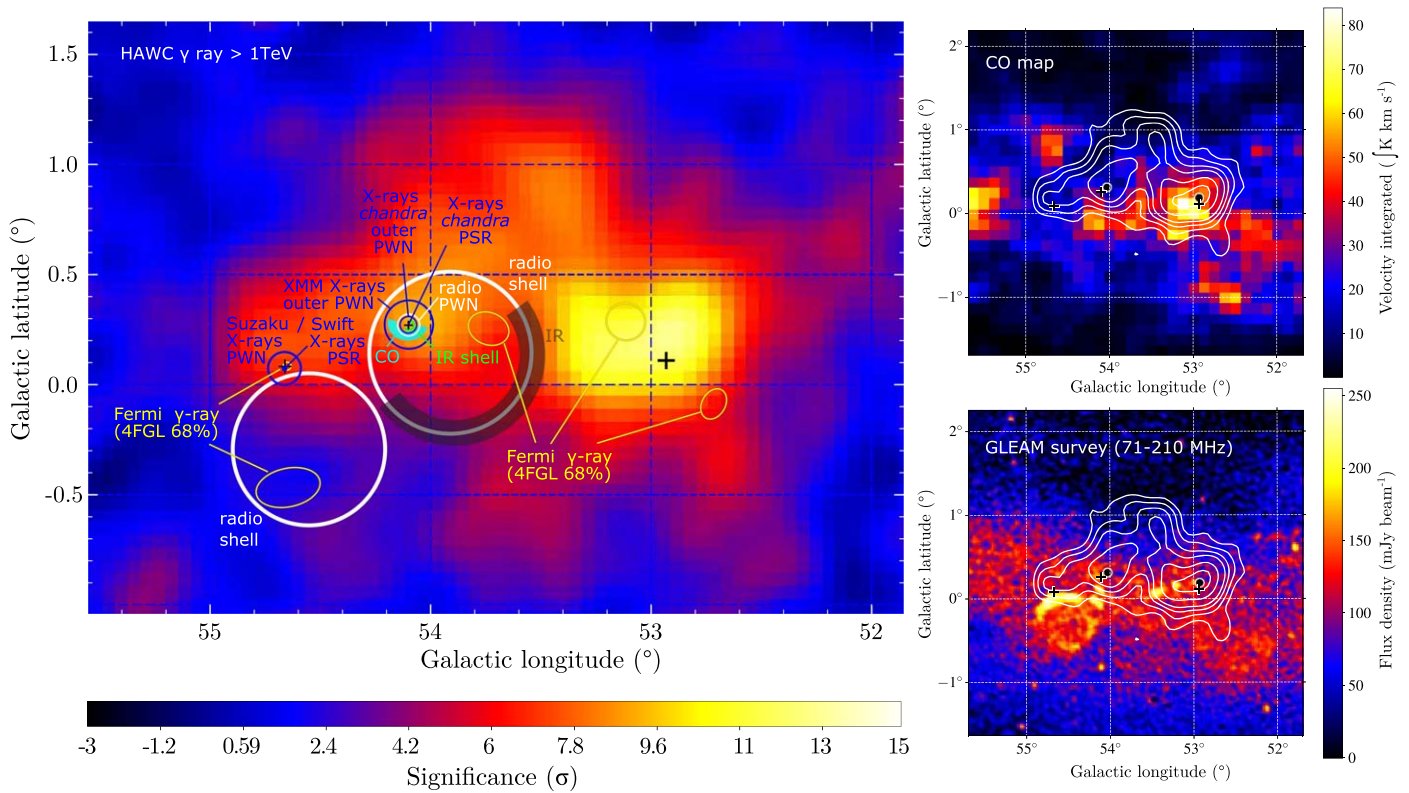 HAWC γ ray > 1TeV
Galactic latitude (°)
1.5
1.0
0.5
0.0
-0.5
X-rays
chandra
outer
PWN
X-rays
chandra
PSR
XMM X-rays
outer PWN
radio
PWN
radio
shell
Suzaku / Swift
X-rays
PWN
X-rays
PSR
CO
IR shell
IR
Fermi γ-ray
(4FGL 68%)
Fermi γ-ray
(4FGL 68%)
radio
shell
55
54
53
52
Galactic longitude (°)
-3
-1.2
0.59
2.4
4.2
6
7.8
9.6
11
13
15
Significance (σ)
CO map
Galactic latitude (°)
2°
1°
0°
−1°
55°
54°
53°
52°
Galactic longitude (°)
80
70
60
50
40
30
20
10
Velocity integrated (∫K km s⁻¹)
GLEAM survey (71-210 MHz)
Galactic latitude (°)
2°
1°
0°
−1°
55°
54°
53°
52°
Galactic longitude (°)
250
200
150
100
50
0
Flux density (mJy beam⁻¹)